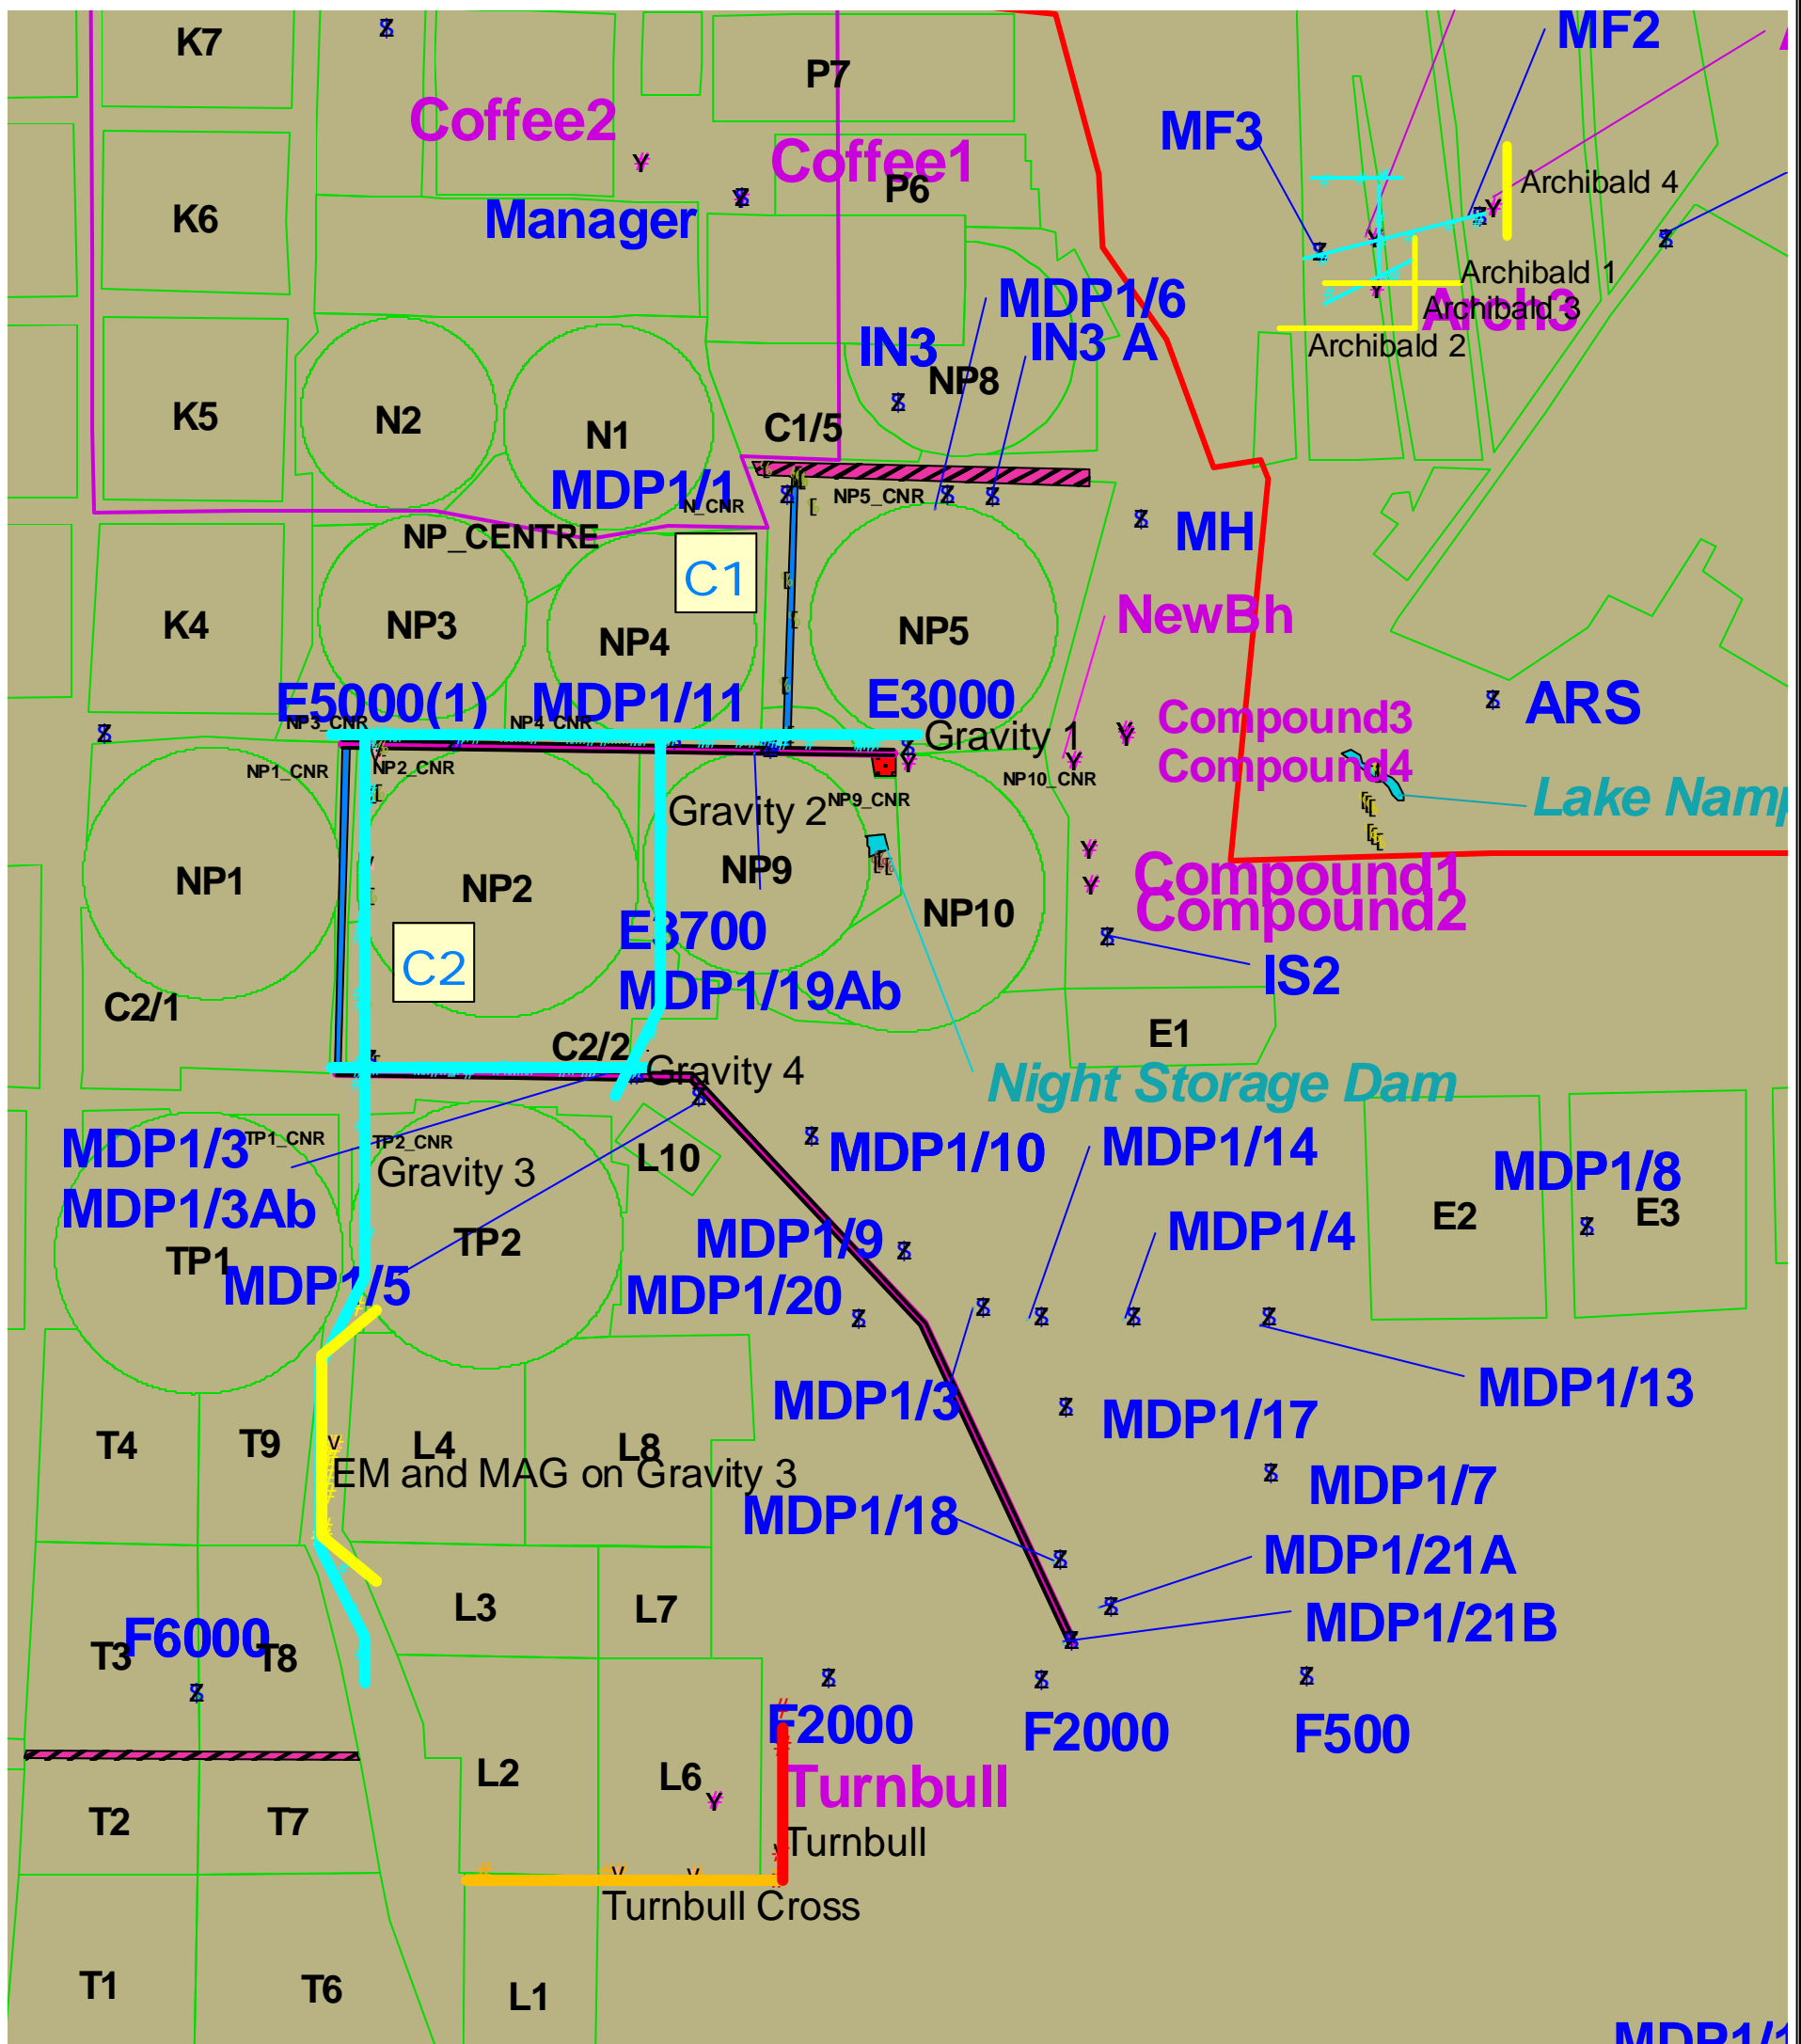 MF2
K7
P7
Coffee2
MF3
Coffee1
P6
Archibald 4
K6
Manager
Archibald 1
MDP1/6
Archibald 3
Arch3
IN3
IN3 A
Archibald 2
NP8
K5
N2
N1
C1/5
MDP1/1
N_CNR
NP5_CNR
NP_CENTRE
MH
C1
NewBh
K4
NP3
NP4
NP5
E5000(1)
MDP1/11
E3000
ARS
Compound3
NP3_CNR
NP4_CNR
Gravity 1
NP1_CNR
NP2_CNR
Compound4
NP10_CNR
NP9_CNR
Lake Namp
Gravity 2
NP1
NP2
NP9
Compound1
NP10
Compound2
E3700
C2
IS2
MDP1/19Ab
C2/1
E1
C2/2
Gravity 4
Night Storage Dam
MDP1/3
TP1_CNR
TP2_CNR
MDP1/10
MDP1/14
L10
Gravity 3
MDP1/8
MDP1/3Ab
E2
E3
MDP1/9
MDP1/4
TP1
TP2
MDP1/5
MDP1/20
MDP1/3
MDP1/13
MDP1/17
T4
T9
L4
L8
EM and MAG on Gravity 3
MDP1/7
MDP1/18
MDP1/21A
L3
L7
MDP1/21B
F6000
T3
T8
F2000
F2000
F500
L2
L6
Turnbull
T2
T7
Turnbull
Turnbull Cross
T1
T6
L1
MDP1/1